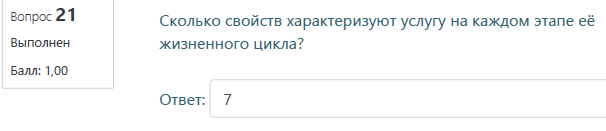 Вопрос 21
Выполнен
Балл: 1,00
Сколько свойств характеризуют услугу на каждом этапе её
жизненного цикла?
Ответ: 7